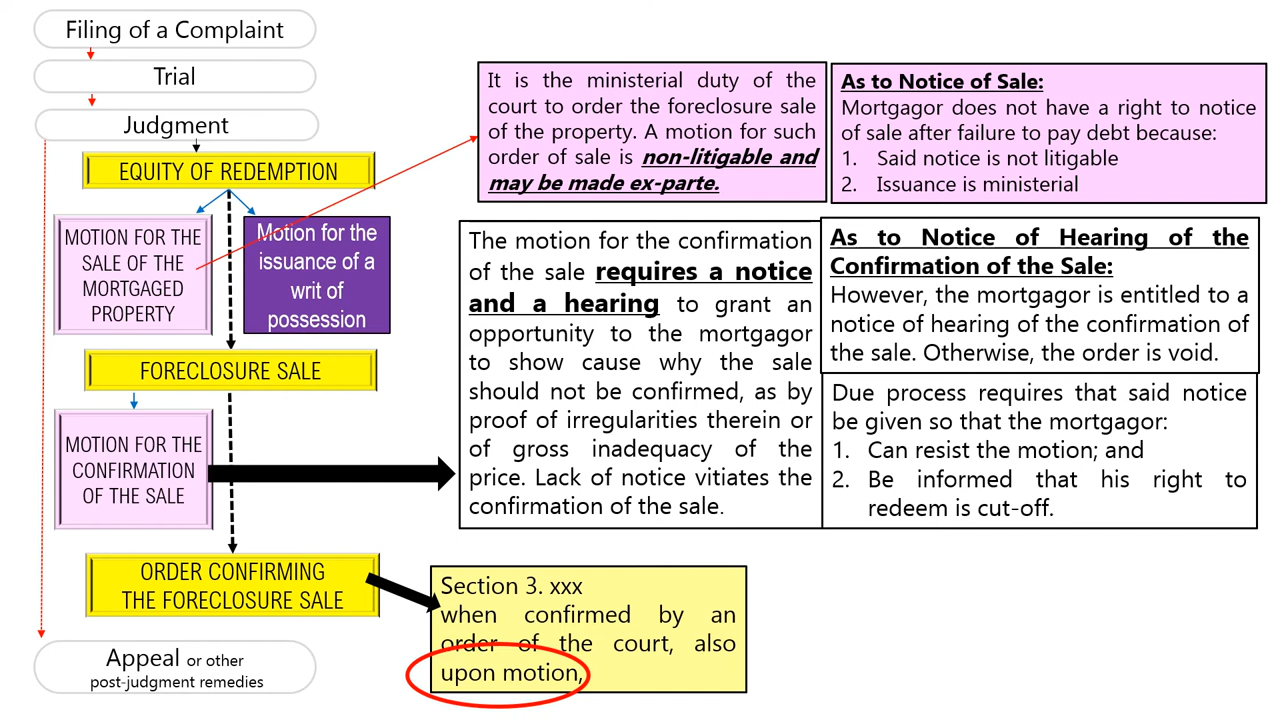 Filing of a Complaint
Trial
Judgment
EQUITY OF REDEMPTION
MOTION FOR THE
SALE OF THE
MORTGAGED
PROPERTY
Motion for the
issuance of a
writ of
possession
FORECLOSURE SALE
MOTION FOR THE
CONFIRMATION
OF THE SALE
ORDER CONFIRMING
THE FORECLOSURE SALE
Appeal or other
post-judgment remedies
It is the ministerial duty of the
court to order the foreclosure sale
of the property. A motion for such
order of sale is non-litigable and
may be made ex-parte.
As to Notice of Sale:
Mortgagor does not have a right to notice
of sale after failure to pay debt because:
1. Said notice is not litigable
2. Issuance is ministerial
The motion for the confirmation
of the sale requires a notice
and a hearing to grant an
opportunity to the mortgagor
to show cause why the sale
should not be confirmed, as by
proof of irregularities therein or
of gross inadequacy of the
price. Lack of notice vitiates the
confirmation of the sale.
As to Notice of Hearing of the
Confirmation of the Sale:
However, the mortgagor is entitled to a
notice of hearing of the confirmation of
the sale. Otherwise, the order is void.
Due process requires that said notice
be given so that the mortgagor:
1. Can resist the motion; and
2. Be informed that his right to
redeem is cut-off.
Section 3. xxx
when confirmed by an
order of the court, also
upon motion,